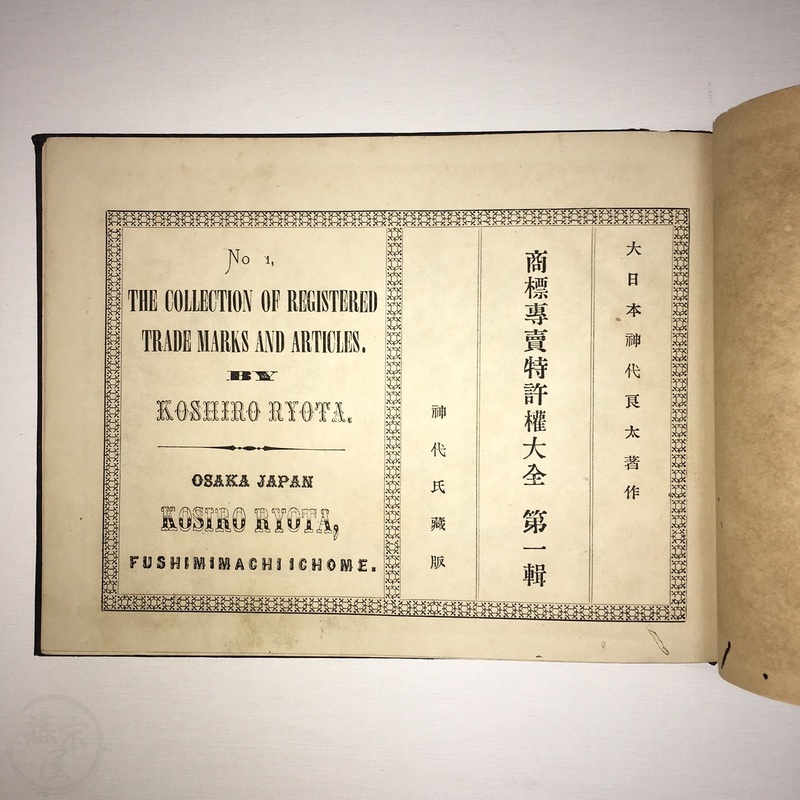 No 1,
THE COLLECTION OF REGISTERED
TRADE MARKS AND ARTICLES.
BY
KOSHIRO RYOTA.
OSAKA JAPAN
KOSIRO RYOTA,
FUSHIMIMACHI ICHOME.
大日本神代良太著作
商標專賣特許權大全 第一輯
神代氏藏版